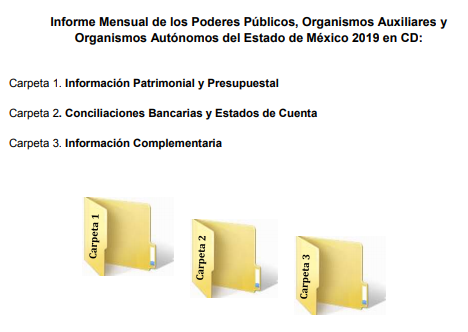 Informe Mensual de los Poderes Públicos, Organismos Auxiliares y
Organismos Autónomos del Estado de México 2019 en CD:
Carpeta 1. Información Patrimonial y Presupuestal
Carpeta 2. Conciliaciones Bancarias y Estados de Cuenta
Carpeta 3. Información Complementaria
Carpeta 1
Carpeta 2
Carpeta 3